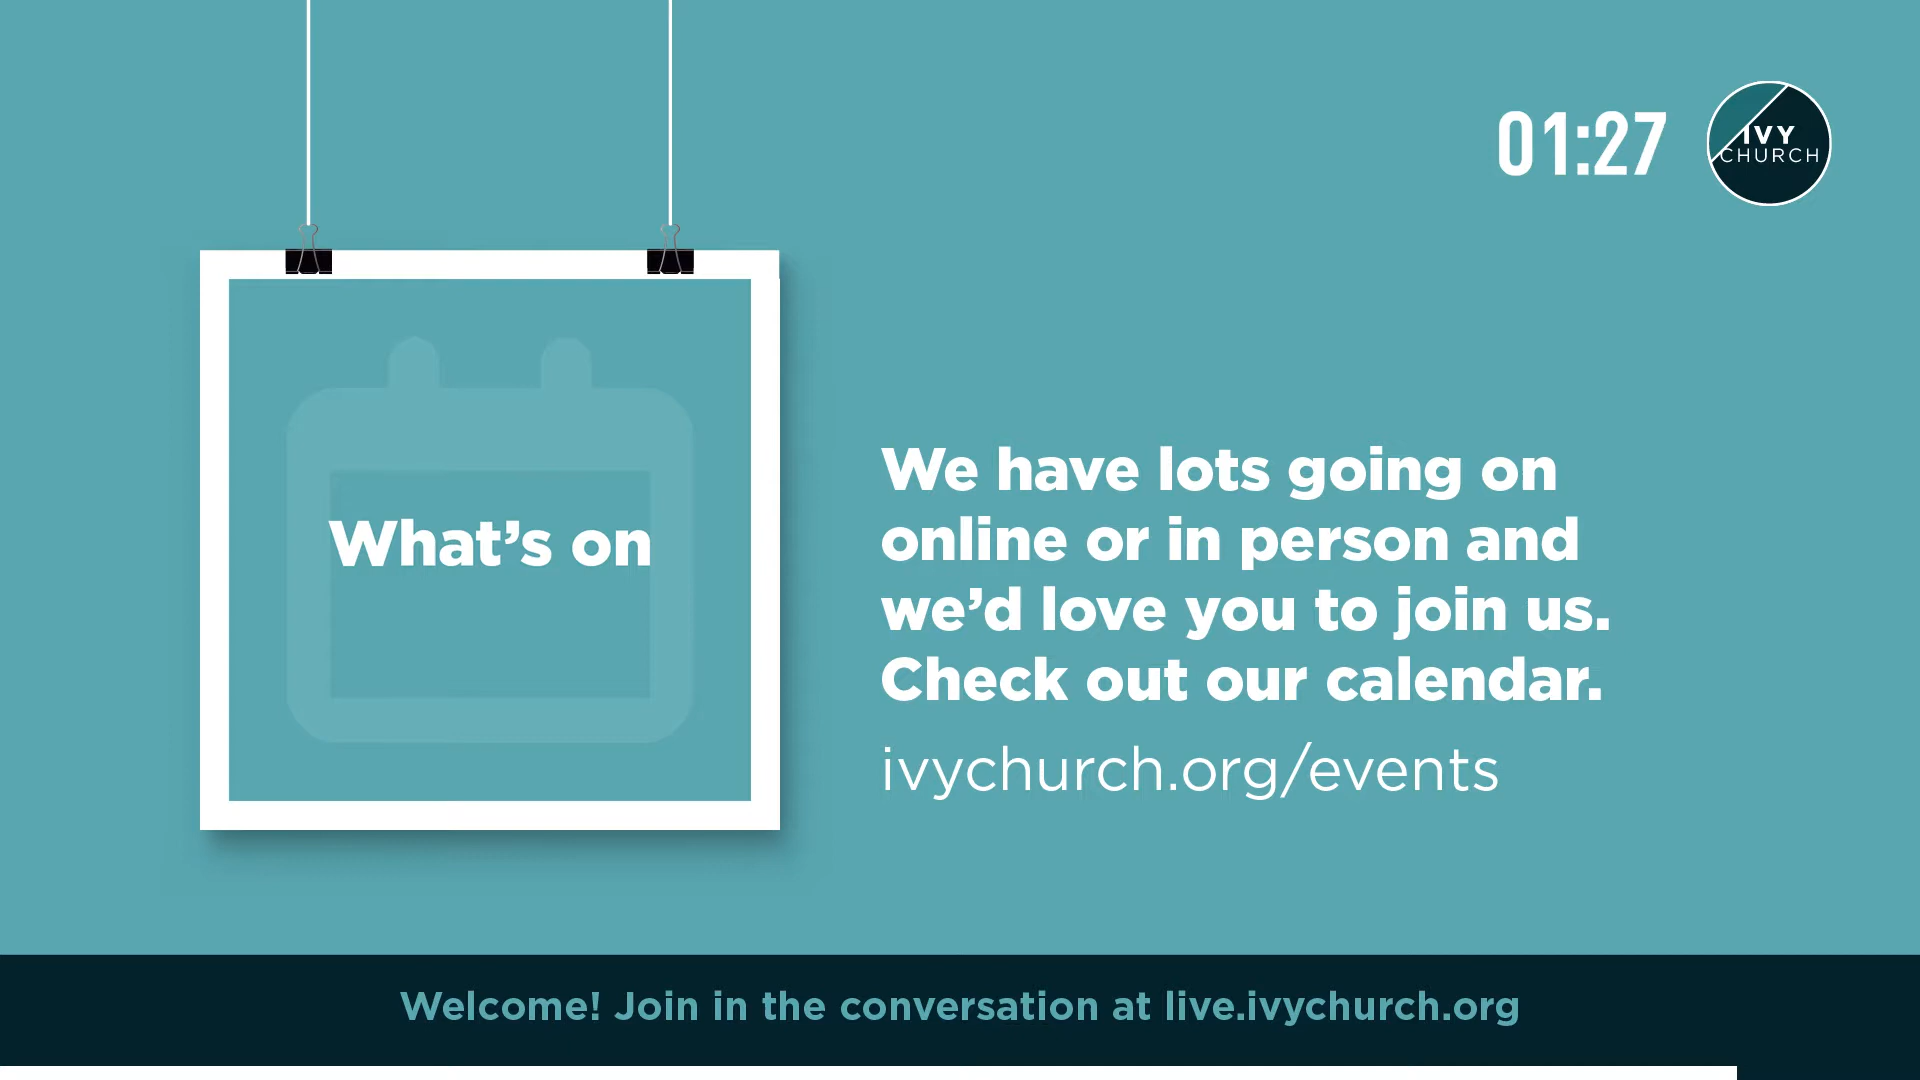 01:27
IVY
CHURCH
What’s on
We have lots going on
online or in person and
we’d love you to join us.
Check out our calendar.
ivychurch.org/events
Welcome! Join in the conversation at live.ivychurch.org